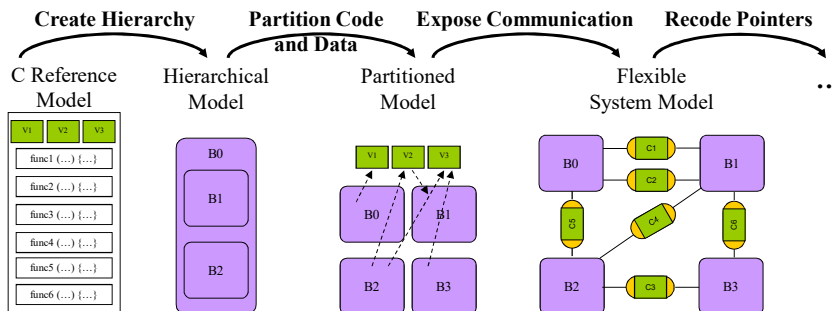 Create Hierarchy
Partition Code
and Data
Expose Communication
Recode Pointers
C Reference
Model
Hierarchical
Model
Partitioned
Model
Flexible
System Model
..
V1 V2 V3
func1 (…) {…}
func2 (…) {…}
func3 (…) {…}
func4 (…) {…}
func5 (…) {…}
func6 (…) {…}
B0
B1
B2
V1 V2 V3
B0 B1
B2 B3
B0 C1 B1
C2
C5 C4 C6
B2 C3 B3